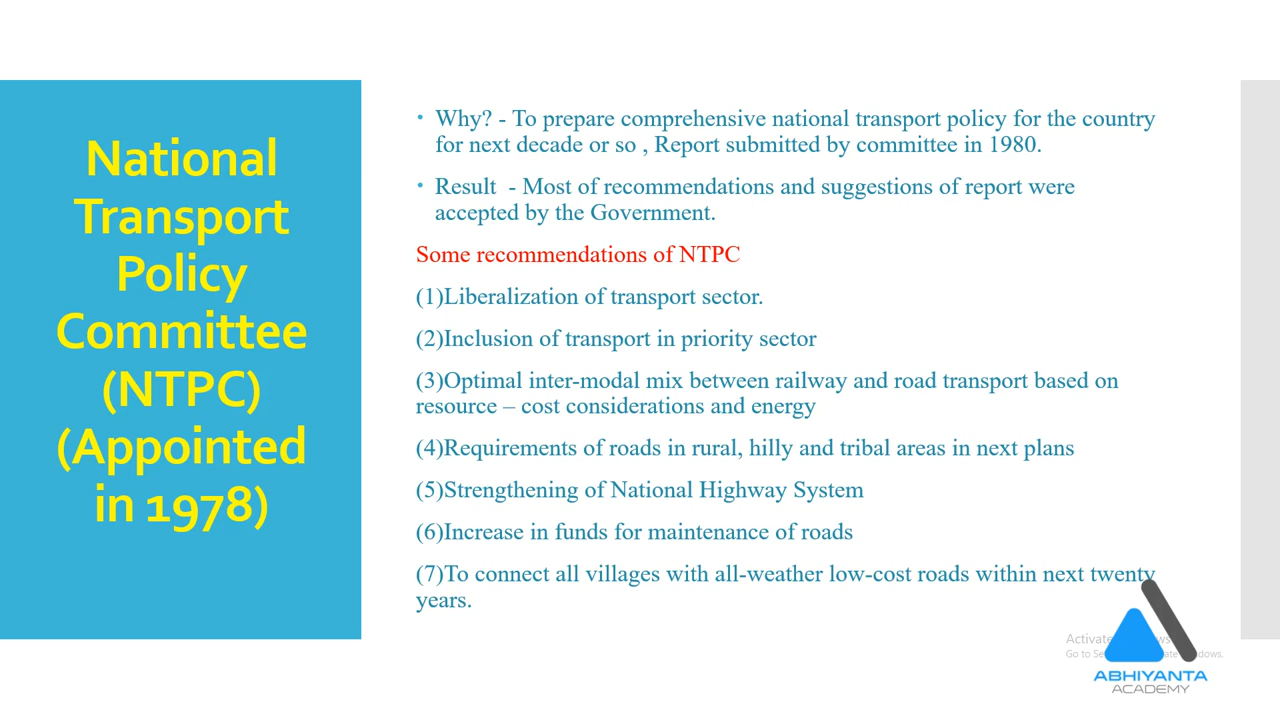 National
Transport
Policy
Committee
(NTPC)
(Appointed
in 1978)
• Why? - To prepare comprehensive national transport policy for the country
for next decade or so , Report submitted by committee in 1980.
• Result - Most of recommendations and suggestions of report were
accepted by the Government.
Some recommendations of NTPC
(1)Liberalization of transport sector.
(2)Inclusion of transport in priority sector
(3)Optimal inter-modal mix between railway and road transport based on
resource – cost considerations and energy
(4)Requirements of roads in rural, hilly and tribal areas in next plans
(5)Strengthening of National Highway System
(6)Increase in funds for maintenance of roads
(7)To connect all villages with all-weather low-cost roads within next twenty
years.
Go to
ABHIYANTA
ACADEMY